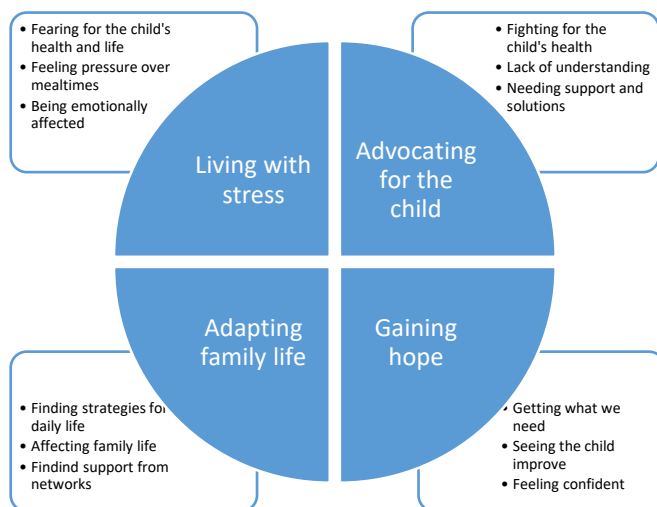 • Fearing for the child's
health and life
• Feeling pressure over
mealtimes
• Being emotionally
affected
• Fighting for the
child's health
• Lack of understanding
• Needing support and
solutions
Living with
stress
Advocating
for the
child
Adapting
family life
Gaining
hope
• Finding strategies for
daily life
• Affecting family life
• Findind support from
networks
• Getting what we
need
• Seeing the child
improve
• Feeling confident